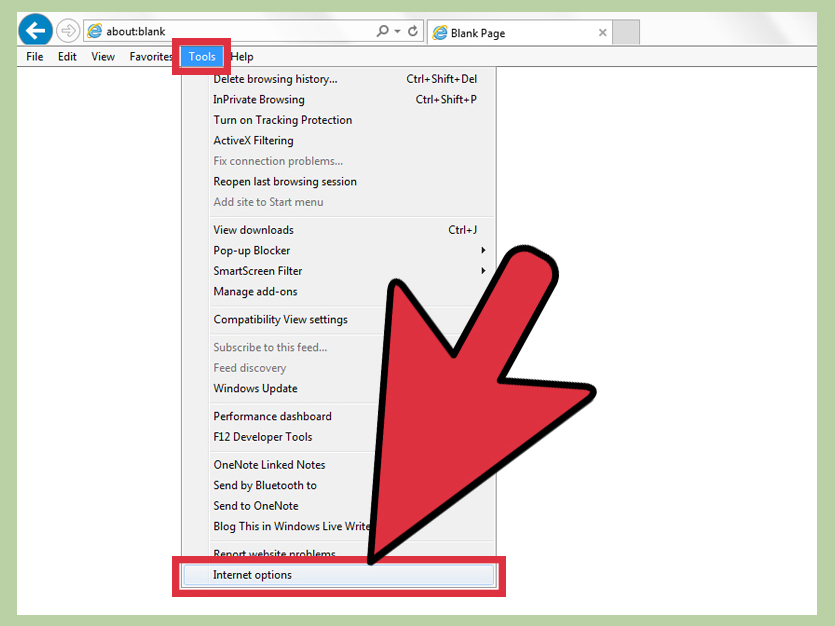 about:blank
Blank Page
File Edit View Favorites Tools Help
Delete browsing history... Ctrl+Shift+Del
InPrivate Browsing Ctrl+Shift+P
Turn on Tracking Protection
ActiveX Filtering
Fix connection problems...
Reopen last browsing session
Add site to Start menu
View downloads Ctrl+J
Pop-up Blocker
SmartScreen Filter
Manage add-ons
Compatibility View settings
Subscribe to this feed...
Feed discovery
Windows Update
Performance dashboard
F12 Developer Tools
OneNote Linked Notes
Send by Bluetooth to
Send to OneNote
Blog This in Windows Live Write
Report website problems
Internet options